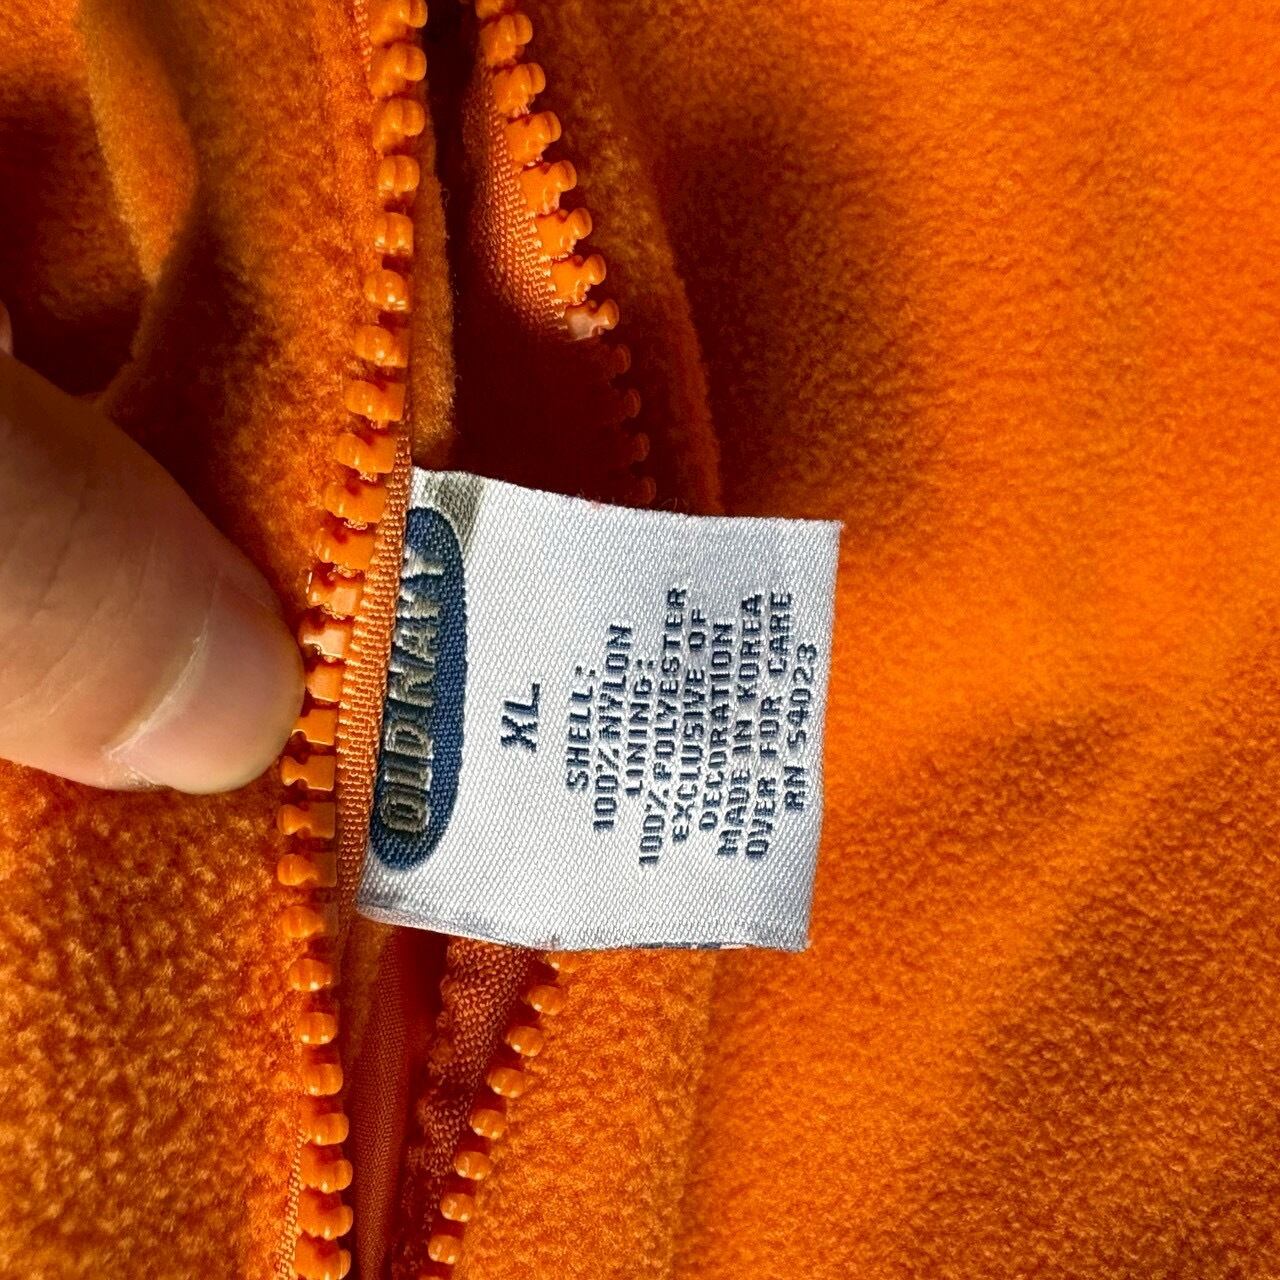 OLD NAVY
XL
SHELL:
100% NYLON
LINING:
100% POLYESTER
EXCLUSIVE OF
DECORATION
MADE IN KOREA
OVER FOR CARE
RN 54023